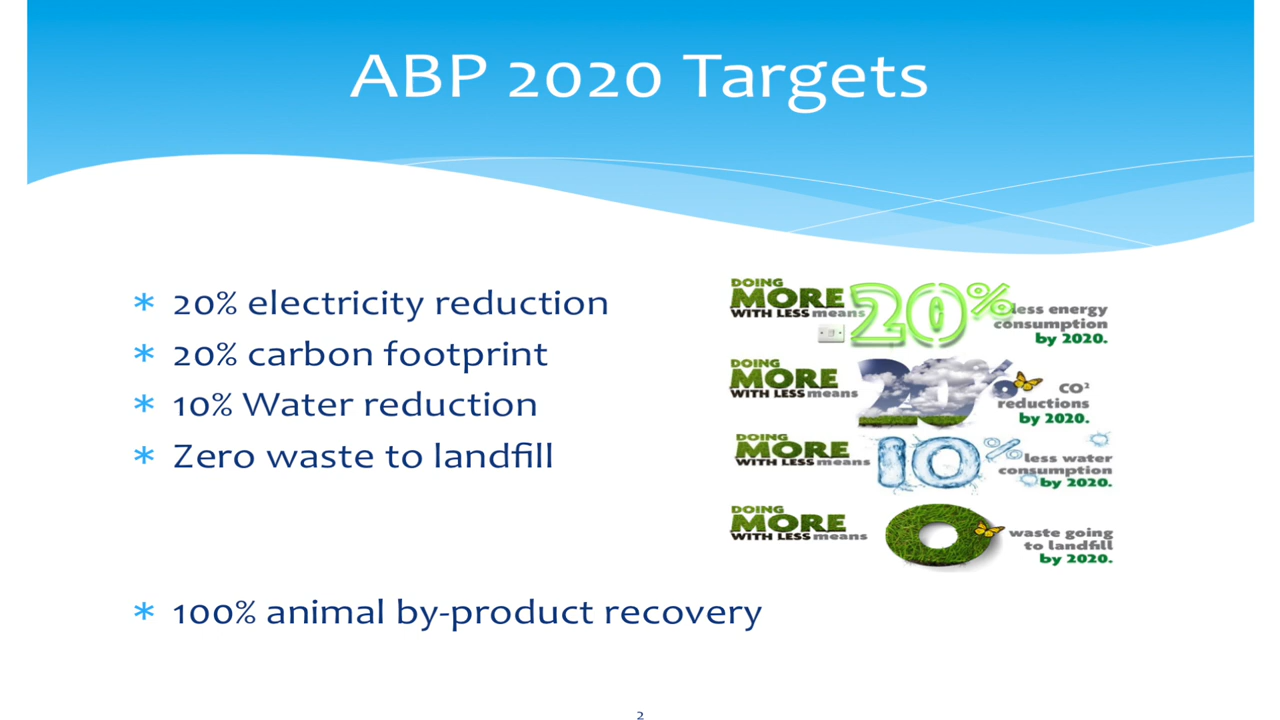 ABP 2020 Targets
* 20% electricity reduction
* 20% carbon footprint
* 10% Water reduction
* Zero waste to landfill
* 100% animal by-product recovery
DOING
MORE
WITH LESS means
20%
less energy
consumption
by 2020.
DOING
MORE
WITH LESS means
20%
CO²
reductions
by 2020.
DOING
MORE
WITH LESS means
10%
less water
consumption
by 2020.
DOING
MORE
WITH LESS means
0
waste going
to landfill
by 2020.
2